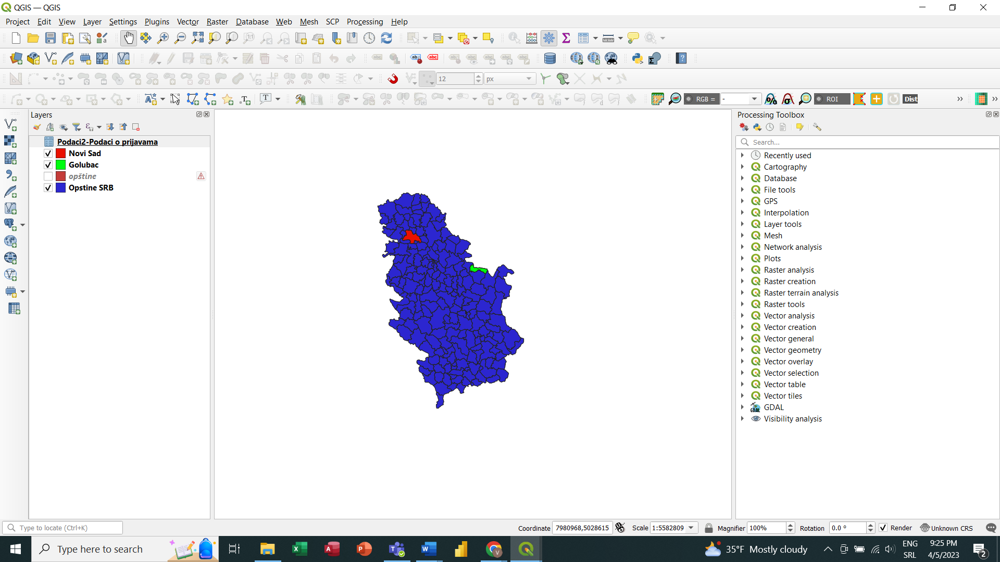 QGIS — QGIS
Project Edit View Layer Settings Plugins Vector Raster Database Web Mesh SCP Processing Help
12 px
RGB = - ROI Dist
Layers
Podaci2-Podaci o prijavama
Novi Sad
Golubac
opštine
Opstine SRB
Processing Toolbox
Search...
Recently used
Cartography
Database
File tools
GPS
Interpolation
Layer tools
Mesh
Network analysis
Plots
Raster analysis
Raster creation
Raster terrain analysis
Raster tools
Vector analysis
Vector creation
Vector general
Vector geometry
Vector overlay
Vector selection
Vector table
Vector tiles
GDAL
Visibility analysis
Type to locate (Ctrl+K)
Coordinate 7980968,5028615 Scale 1:5582809 Magnifier 100% Rotation 0.0 ° Render Unknown CRS
Type here to search
35°F Mostly cloudy
ENG
SRL
9:25 PM
4/5/2023
2